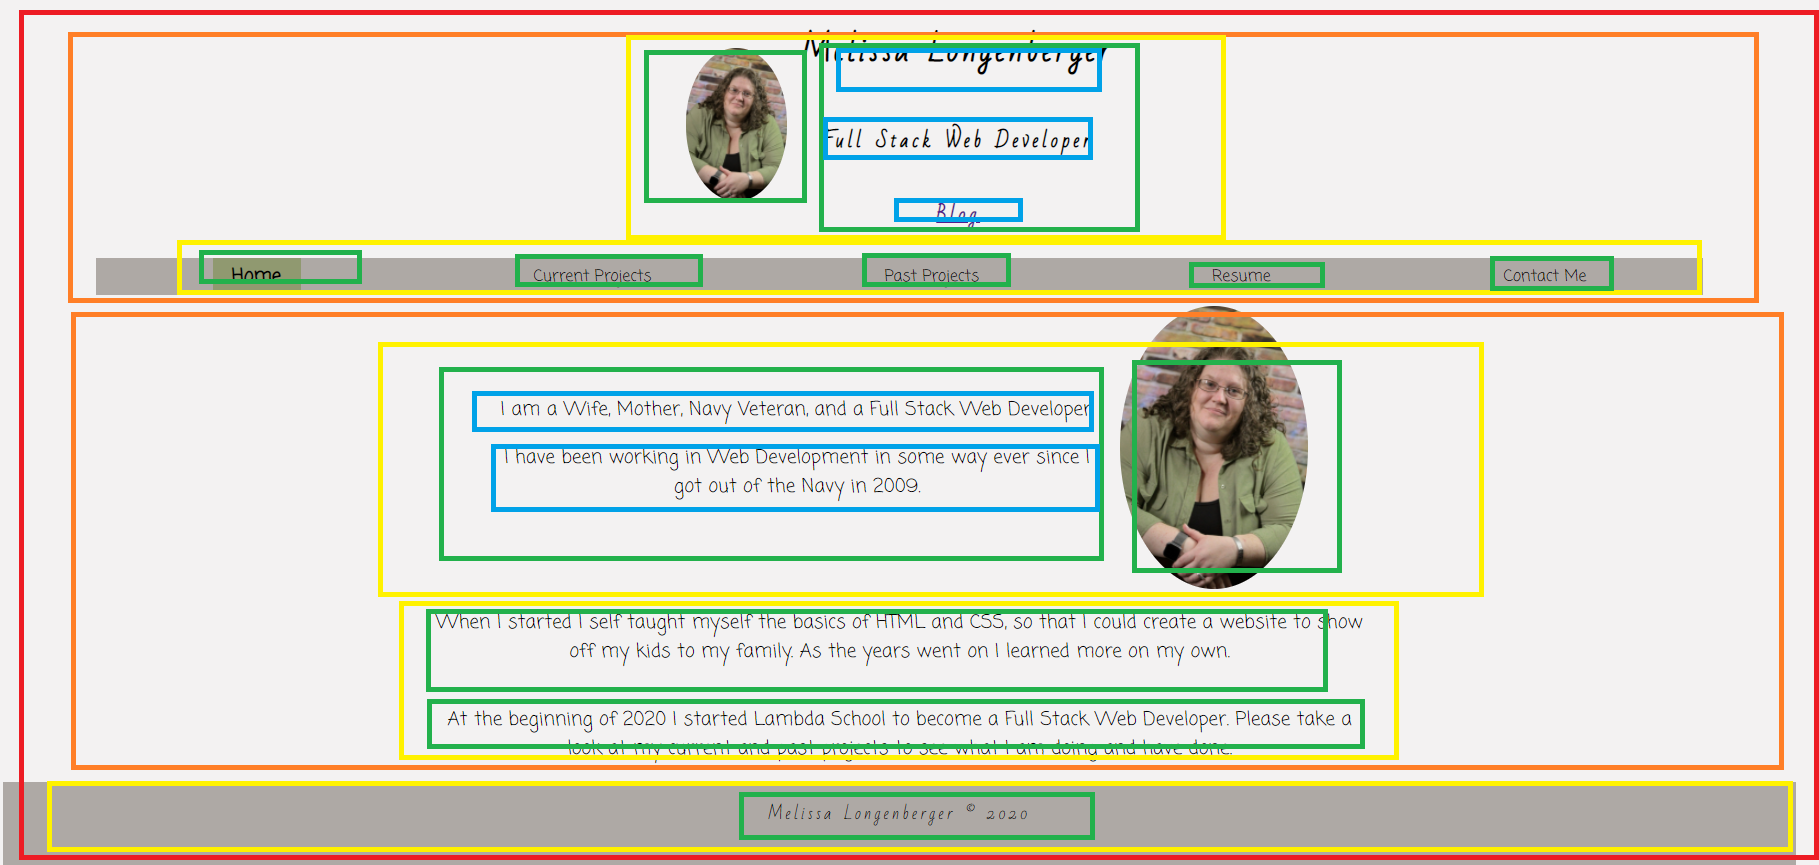 Melissa Longenberger
Full Stack Web Developer
Blog
Home Current Projects Past Projects Resume Contact Me
I am a Wife, Mother, Navy Veteran, and a Full Stack Web Developer
I have been working in Web Development in some way ever since I
got out of the Navy in 2009.
When I started I self taught myself the basics of HTML and CSS, so that I could create a website to show
off my kids to my family. As the years went on I learned more on my own.
At the beginning of 2020 I started Lambda School to become a Full Stack Web Developer. Please take a
look at my current and past projects to see what I am doing and have done.
Melissa Longenberger © 2020